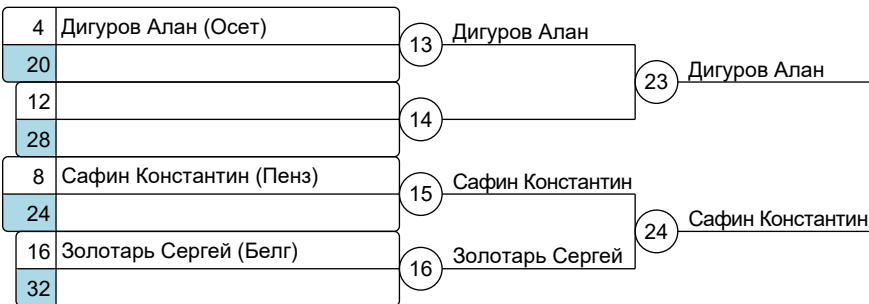 4 Дигуров Алан (Осет)
20
12
28
8 Сафин Константин (Пенз)
24
16 Золотарь Сергей (Белг)
32
13 Дигуров Алан
14
15 Сафин Константин
16 Золотарь Сергей
23 Дигуров Алан
24 Сафин Константин